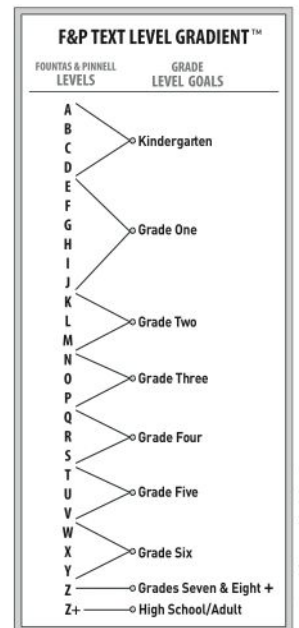 F&P TEXT LEVEL GRADIENT™
FOUNTAS & PINNELL LEVELS
GRADE LEVEL GOALS
A
B
C
D
Kindergarten
E
F
G
H
I
J
Grade One
K
L
M
Grade Two
N
O
P
Grade Three
Q
R
S
Grade Four
T
U
V
Grade Five
W
X
Y
Grade Six
Z
Grades Seven & Eight +
Z+
High School/Adult